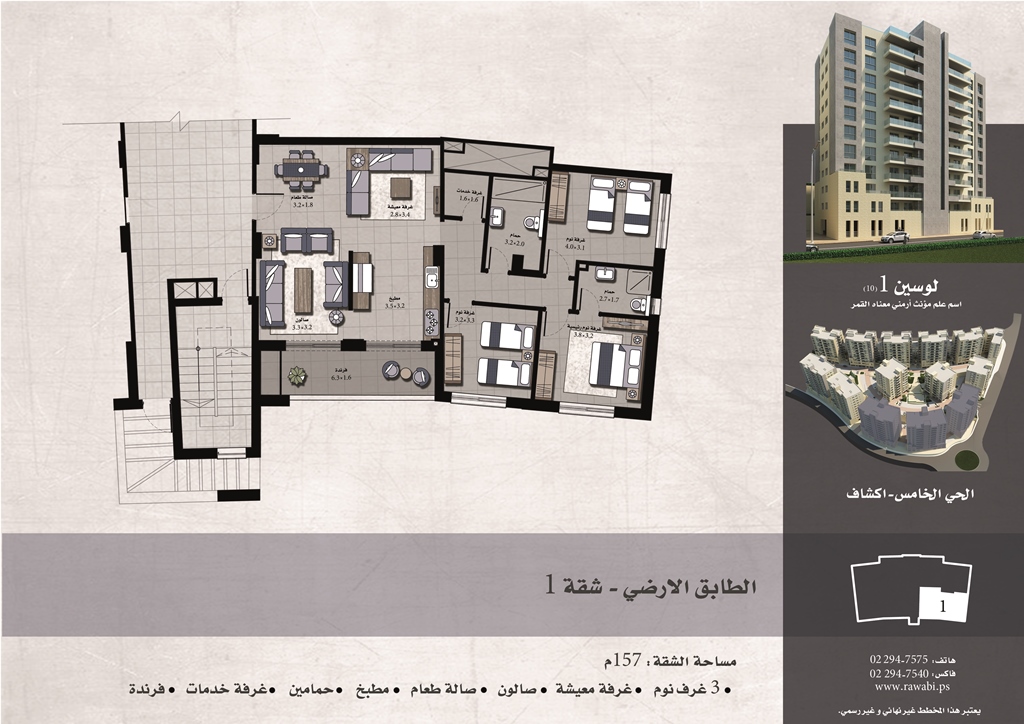 صالة طعام
3.2*1.8
غرفة معيشة
2.8*3.4
غرفة خدمات
1.6*1.6
حمام
3.2*2.0
غرفة نوم
4.0*3.1
صالون
3.3*3.2
مطبخ
3.5*3.2
غرفة نوم
3.2*3.3
حمام
2.7*1.7
غرفة نوم رئيسية
3.8*3.2
فرندة
6.3*1.6
لوسين 1 (10)
اسم علم مؤنث أرمني معناه القمر
الحي الخامس-اكشاف
الطابق الارضي - شقة 1
1
مساحة الشقة: 157م
• 3 غرف نوم • غرفة معيشة • صالون • صالة طعام • مطبخ • حمامين • غرفة خدمات • فرندة
هاتف: 02 294-7575
فاكس: 02 294-7540
www.rawabi.ps
يعتبر هذا المخطط غير نهائي و غير رسمي.